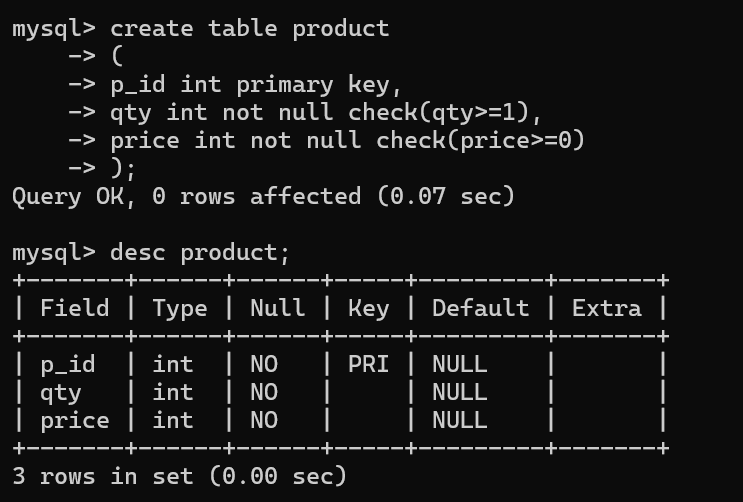 mysql> create table product
    -> (
    -> p_id int primary key,
    -> qty int not null check(qty>=1),
    -> price int not null check(price>=0)
    -> );
Query OK, 0 rows affected (0.07 sec)

mysql> desc product;
+-------+------+------+-----+---------+-------+
| Field | Type | Null | Key | Default | Extra |
+-------+------+------+-----+---------+-------+
| p_id  | int  | NO   | PRI | NULL    |       |
| qty   | int  | NO   |     | NULL    |       |
| price | int  | NO   |     | NULL    |       |
+-------+------+------+-----+---------+-------+
3 rows in set (0.00 sec)